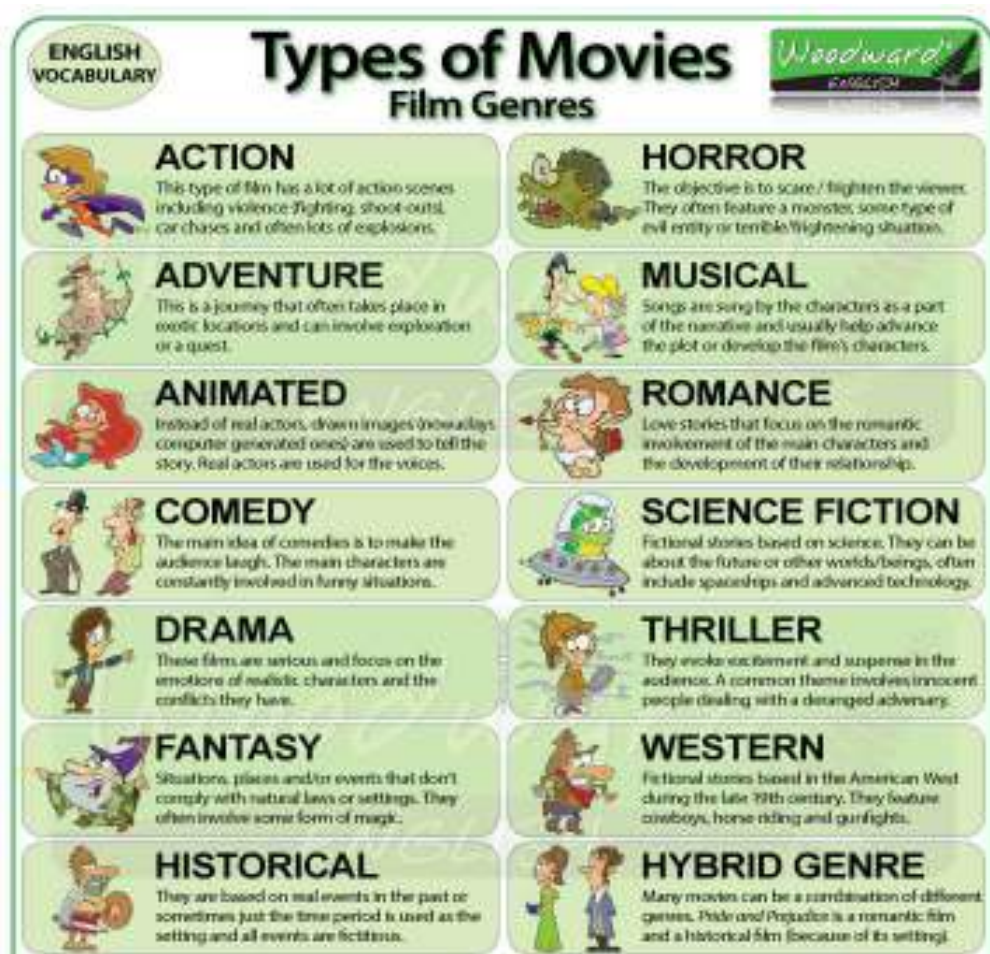 ENGLISH
VOCABULARY
Types of Movies
Film Genres
Woodward®
ENGLISH
ACTION
This type of film has a lot of action scenes
including violence (fighting, shoot-outs),
car chases and often lots of explosions.
ADVENTURE
This is a journey that often takes place in
exotic locations and can involve exploration
or a quest.
ANIMATED
Instead of real actors, drawn images (nowadays
computer generated ones) are used to tell the
story. Real actors are used for the voices.
COMEDY
The main idea of comedies is to make the
audience laugh. The main characters are
constantly involved in funny situations.
DRAMA
These films are serious and focus on the
emotions of realistic characters and the
conflicts they have.
FANTASY
Situations, places and/or events that don't
comply with natural laws or settings. They
often involve some form of magic.
HISTORICAL
They are based on real events in the past or
sometimes just the time period is used as the
setting and all events are fictitious.
HORROR
The objective is to scare / frighten the viewer.
They often feature a monster, some type of
evil entity or terrible/frightening situation.
MUSICAL
Songs are sung by the characters as a part
of the narrative and usually help advance
the plot or develop the film's characters.
ROMANCE
Love stories that focus on the romantic
involvement of the main characters and
the development of their relationship.
SCIENCE FICTION
Fictional stories based on science. They can be
about the future or other worlds/beings, often
include spaceships and advanced technology.
THRILLER
They evoke excitement and suspense in the
audience. A common theme involves innocent
people dealing with a deranged adversary.
WESTERN
Fictional stories based in the American West
during the late 19th century. They feature
cowboys, horse riding and gunfights.
HYBRID GENRE
Many movies can be a combination of different
genres. Pride and Prejudice is a romantic film
and a historical film (because of its setting)